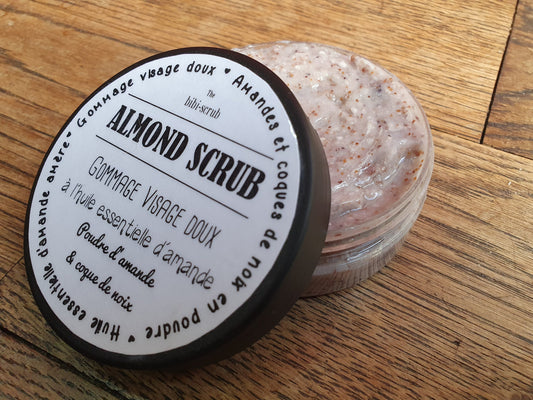 The
bibi-scrub
ALMOND SCRUB
GOMMAGE VISAGE DOUX
à l'huile essentielle d'amande
Poudre d'amande
& coque de noix
Gommage visage doux • Amandes et coques de noix en poudre • Huile essentielle d'amande amère •